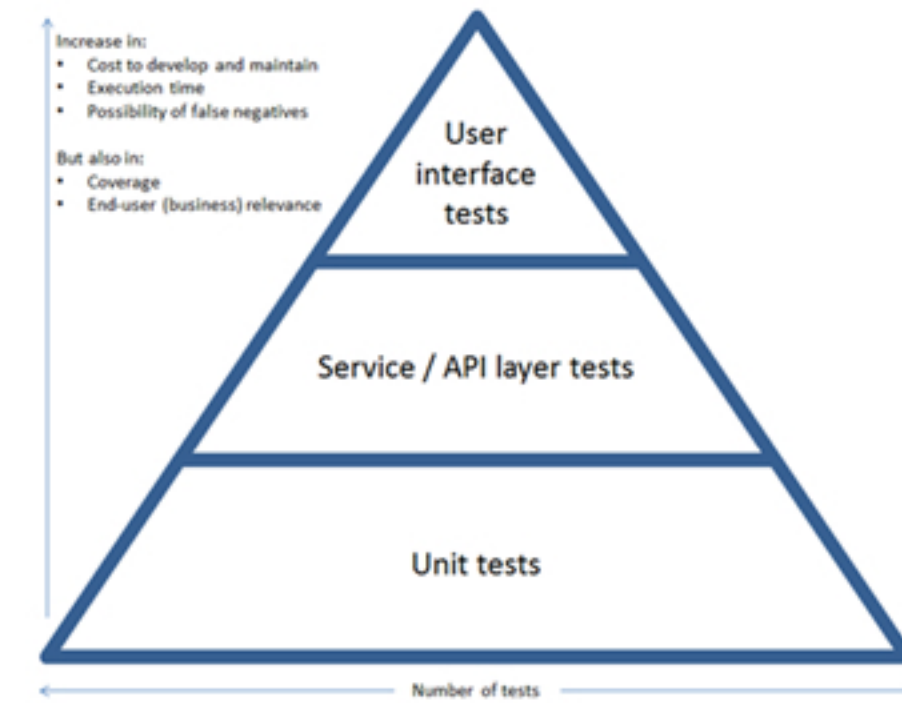 Increase in:
• Cost to develop and maintain
• Execution time
• Possibility of false negatives
But also in:
• Coverage
• End-user (business) relevance
User
interface
tests
Service / API layer tests
Unit tests
Number of tests